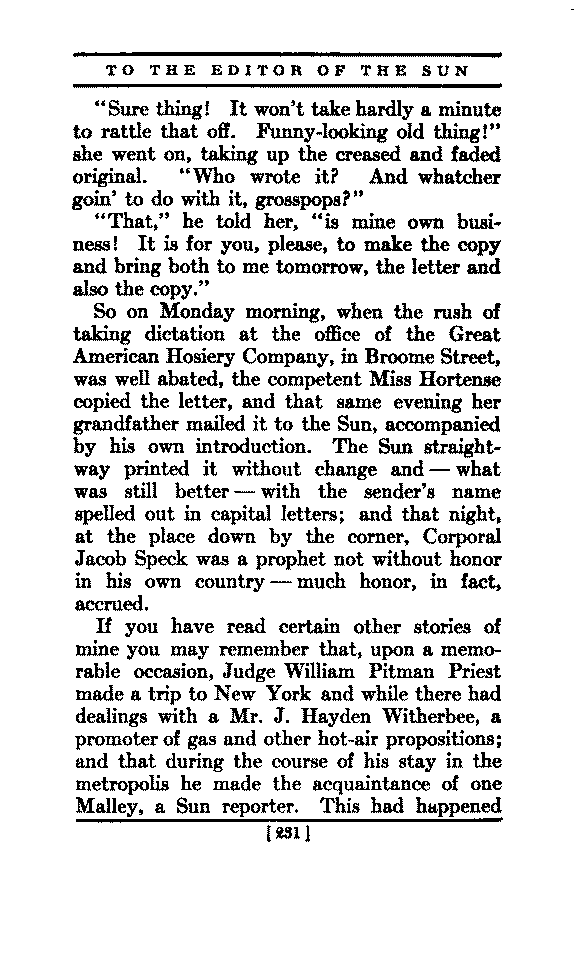 TO THE EDITOR OF THE SUN
"Sure thing! It won't take hardly a minute
to rattle that off. Funny-looking old thing!"
she went on, taking up the creased and faded
original. "Who wrote it? And whatcher
goin' to do with it, grosspops?"
"That," he told her, "is mine own busi-
ness! It is for you, please, to make the copy
and bring both to me tomorrow, the letter and
also the copy."
So on Monday morning, when the rush of
taking dictation at the office of the Great
American Hosiery Company, in Broome Street,
was well abated, the competent Miss Hortense
copied the letter, and that same evening her
grandfather mailed it to the Sun, accompanied
by his own introduction. The Sun straight-
way printed it without change and — what
was still better — with the sender's name
spelled out in capital letters; and that night,
at the place down by the corner, Corporal
Jacob Speck was a prophet not without honor
in his own country — much honor, in fact,
accrued.
If you have read certain other stories of
mine you may remember that, upon a memo-
rable occasion, Judge William Pitman Priest
made a trip to New York and while there had
dealings with a Mr. J. Hayden Witherbee, a
promoter of gas and other hot-air propositions;
and that during the course of his stay in the
metropolis he made the acquaintance of one
Malley, a Sun reporter. This had happened
[231]